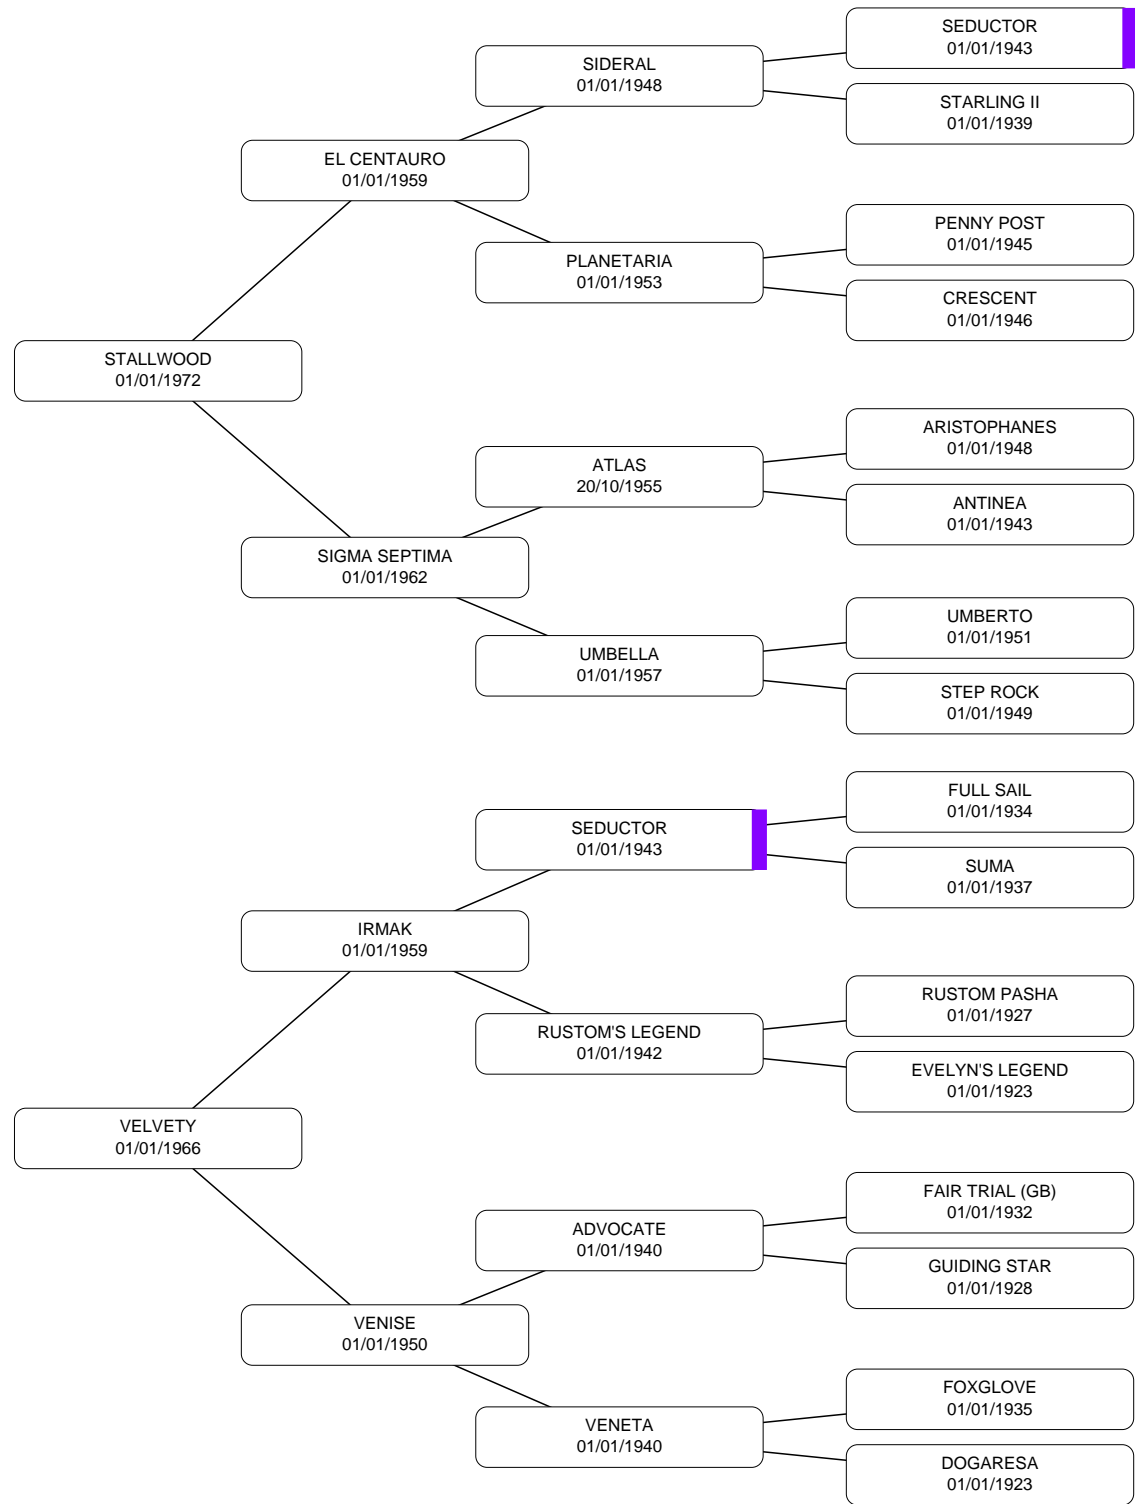 SEDUCTOR
01/01/1943
SIDERAL
01/01/1948
STARLING II
01/01/1939
EL CENTAURO
01/01/1959
PENNY POST
01/01/1945
PLANETARIA
01/01/1953
CRESCENT
01/01/1946
STALLWOOD
01/01/1972
ARISTOPHANES
01/01/1948
ATLAS
20/10/1955
ANTINEA
01/01/1943
SIGMA SEPTIMA
01/01/1962
UMBERTO
01/01/1951
UMBELLA
01/01/1957
STEP ROCK
01/01/1949
FULL SAIL
01/01/1934
SEDUCTOR
01/01/1943
SUMA
01/01/1937
IRMAK
01/01/1959
RUSTOM PASHA
01/01/1927
RUSTOM'S LEGEND
01/01/1942
EVELYN'S LEGEND
01/01/1923
VELVETY
01/01/1966
FAIR TRIAL (GB)
01/01/1932
ADVOCATE
01/01/1940
GUIDING STAR
01/01/1928
VENISE
01/01/1950
FOXGLOVE
01/01/1935
VENETA
01/01/1940
DOGARESA
01/01/1923